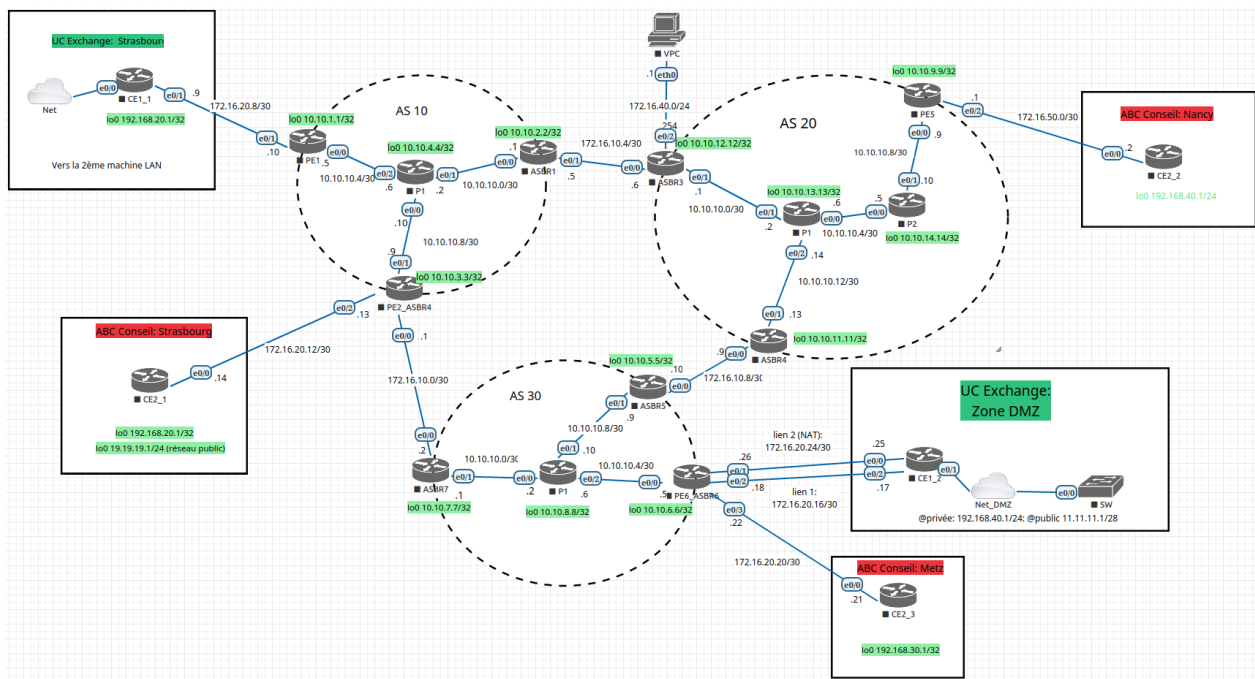 UC Exchange: Strasbourg
Net
e0/0
CE1_1
e0/1
.9
lo0 192.168.20.1/32
Vers la 2ème machine LAN
172.16.20.8/30
e0/1
.10
lo0 10.10.1.1/32
PE1
e0/0
.5
10.10.10.4/30
AS 10
lo0 10.10.4.4/32
e0/2
.6
P1
e0/1
.2
10.10.10.0/30
e0/0
.10
lo0 10.10.2.2/32
.1
e0/0
ASBR1
e0/1
.5
172.16.10.4/30
10.10.10.8/30
.9
e0/1
lo0 10.10.3.3/32
PE2_ASBR4
e0/2
.13
e0/0
.1
172.16.20.12/30
ABC Conseil: Strasbourg
e0/0
.14
CE2_1
lo0 192.168.20.1/32
lo0 19.19.19.1/24 (réseau public)
172.16.10.0/30
VPC
.1
eth0
172.16.40.0/24
.254
e0/2
lo0 10.10.12.12/32
e0/0
.6
ASBR3
e0/1
.1
AS 20
10.10.10.0/30
e0/1
.2
lo0 10.10.13.13/32
P1
.6
e0/0
10.10.10.4/30
e0/2
.14
.5
e0/0
P2
lo0 10.10.14.14/32
e0/1
.10
10.10.10.8/30
lo0 10.10.9.9/32
PE5
e0/0
.9
.1
e0/2
172.16.50.0/30
ABC Conseil: Nancy
.2
e0/0
CE2_2
lo0 192.168.40.1/24
10.10.10.12/30
e0/1
.13
lo0 10.10.11.11/32
.9
e0/0
ASBR4
172.16.10.8/30
AS 30
lo0 10.10.5.5/32
.10
e0/0
ASBR5
e0/1
.9
10.10.10.8/30
e0/0
.2
ASBR7
e0/1
.1
lo0 10.10.7.7/32
10.10.10.0/30
e0/1
.10
e0/0
.2
P1
e0/2
.6
lo0 10.10.8.8/32
10.10.10.4/30
e0/0
.5
PE6_ASBR6
lo0 10.10.6.6/32
.26
e0/1
e0/2
.18
e0/3
.22
lien 2 (NAT):
172.16.20.24/30
lien 1:
172.16.20.16/30
UC Exchange:
Zone DMZ
.25
e0/0
e0/2
.17
CE1_2
e0/1
Net_DMZ
e0/0
SW
@privée: 192.168.40.1/24; @public 11.11.11.1/28
172.16.20.20/30
ABC Conseil: Metz
e0/0
.21
CE2_3
lo0 192.168.30.1/32